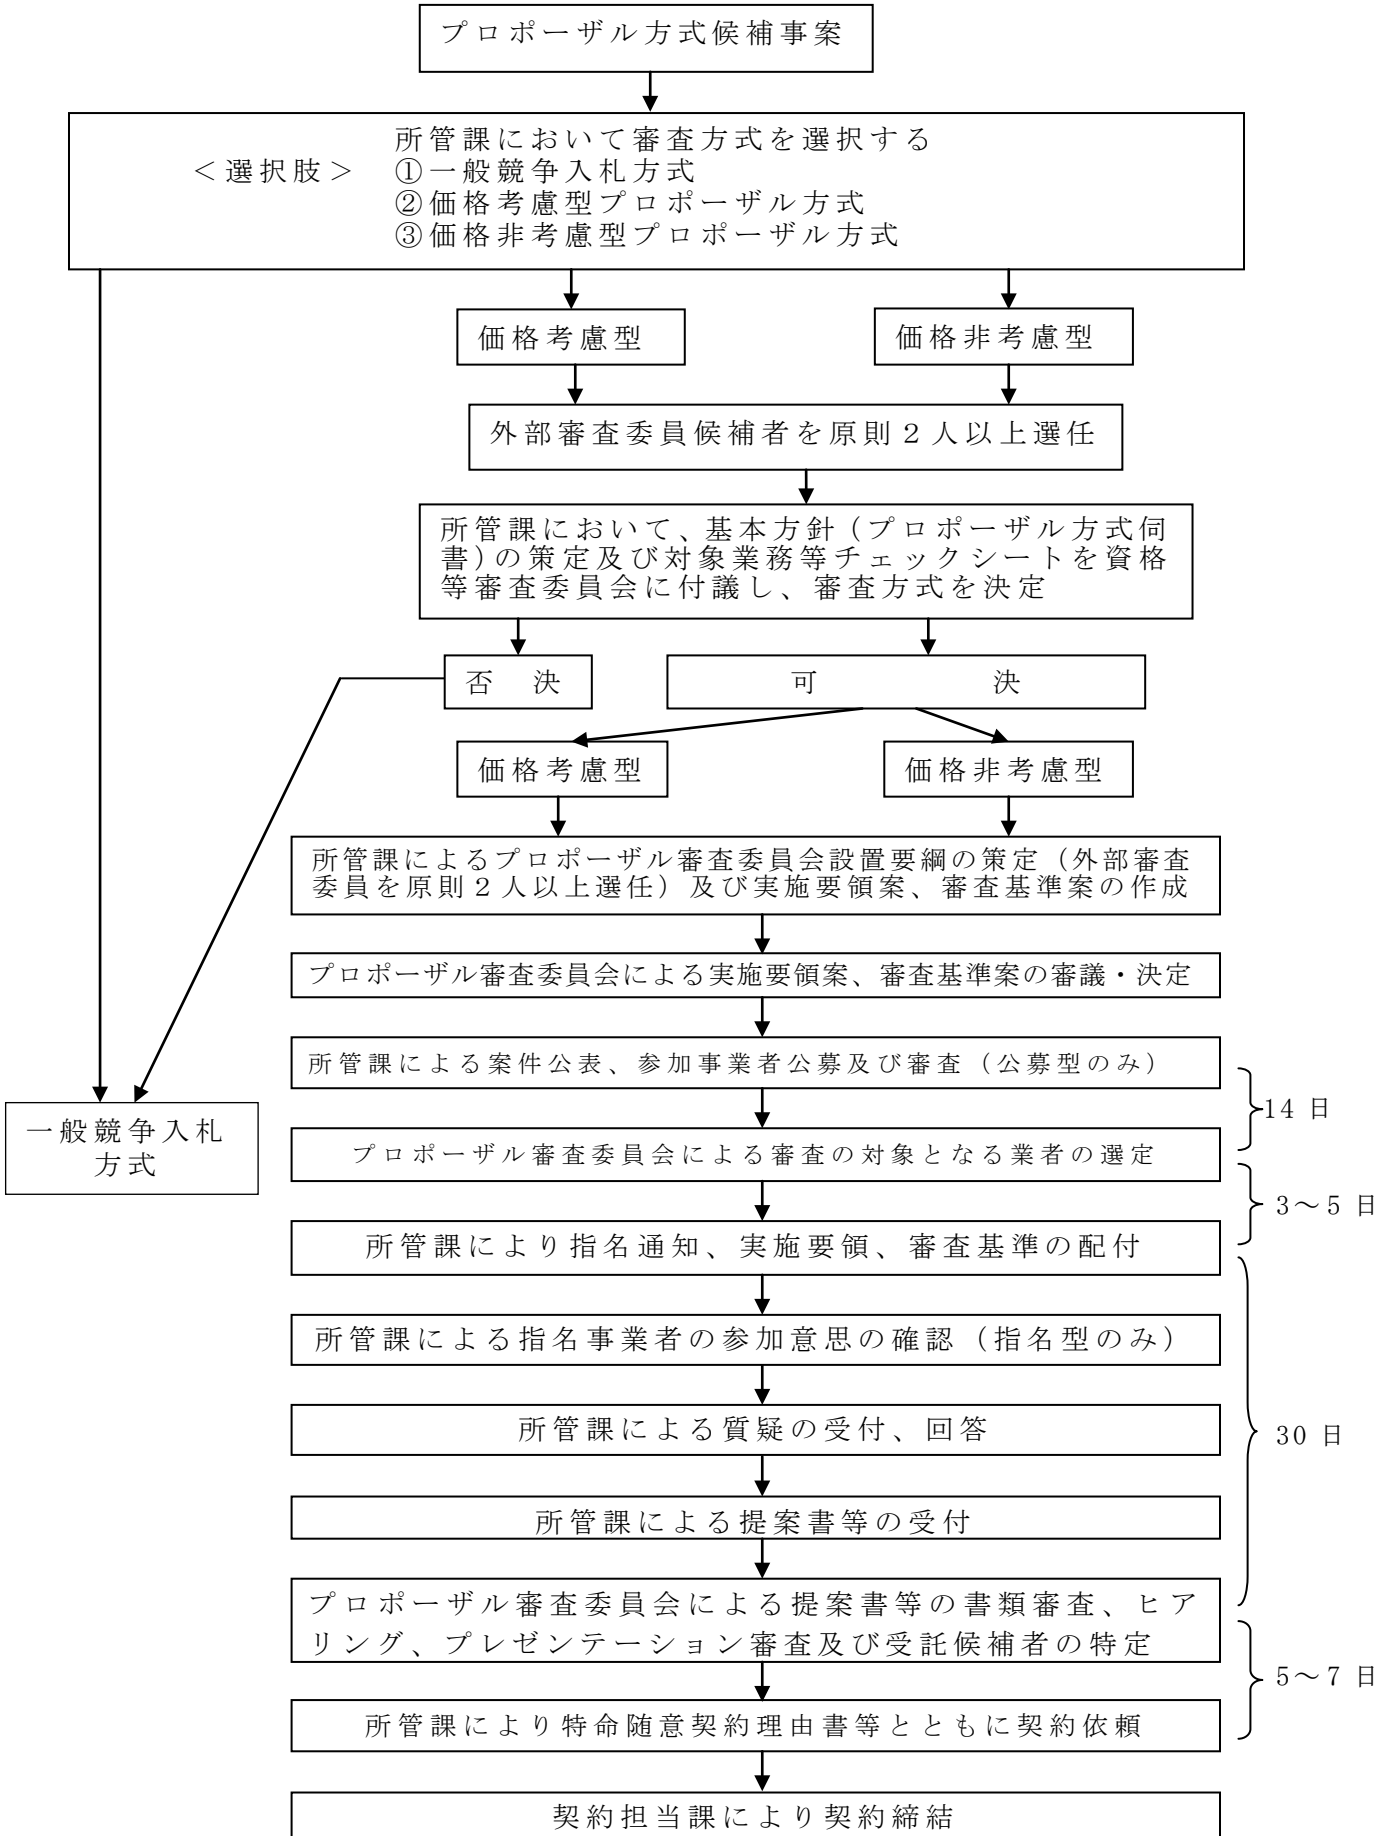 プロポーザル方式候補事案
所管課において審査方式を選択する
＜選択肢＞ ①一般競争入札方式
②価格考慮型プロポーザル方式
③価格非考慮型プロポーザル方式
価格考慮型
価格非考慮型
外部審査委員候補者を原則２人以上選任
所管課において、基本方針（プロポーザル方式伺
書）の策定及び対象業務等チェックシートを資格
等審査委員会に付議し、審査方式を決定
否 決
可 決
価格考慮型
価格非考慮型
所管課によるプロポーザル審査委員会設置要綱の策定（外部審査
委員を原則２人以上選任）及び実施要領案、審査基準案の作成
プロポーザル審査委員会による実施要領案、審査基準案の審議・決定
所管課による案件公表、参加事業者公募及び審査（公募型のみ）
14 日
一般競争入札
方式
プロポーザル審査委員会による審査の対象となる業者の選定
3～5 日
所管課により指名通知、実施要領、審査基準の配付
所管課による指名事業者の参加意思の確認（指名型のみ）
所管課による質疑の受付、回答
30 日
所管課による提案書等の受付
プロポーザル審査委員会による提案書等の書類審査、ヒア
リング、プレゼンテーション審査及び受託候補者の特定
5～7 日
所管課により特命随意契約理由書等とともに契約依頼
契約担当課により契約締結